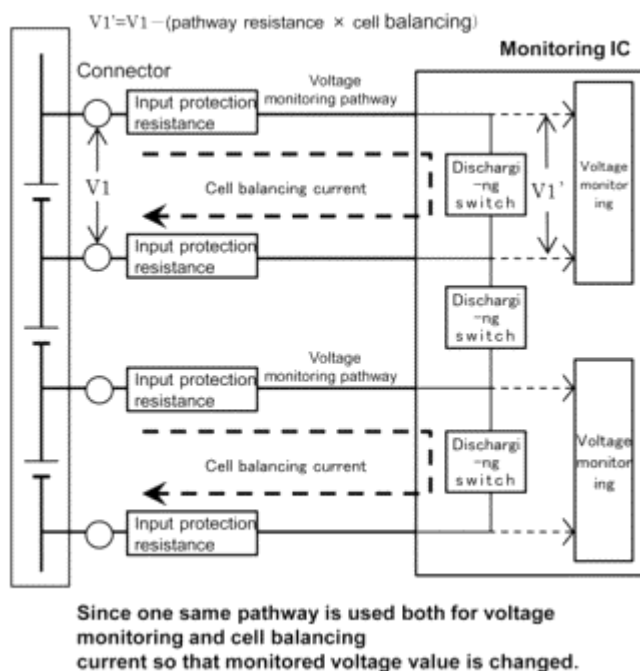 V1'=V1－(pathway resistance × cell balancing)
Monitoring IC
Connector
Voltage
monitoring pathway
Input protection
resistance
V1
Cell balancing current
Dischargi
-ng
switch
V1'
Voltage
monitor
ing
Input protection
resistance
Dischargi
-ng
switch
Voltage
monitoring pathway
Input protection
resistance
Cell balancing current
Dischargi
-ng
switch
Voltage
monitor
ing
Input protection
resistance
Since one same pathway is used both for voltage
monitoring and cell balancing
current so that monitored voltage value is changed.